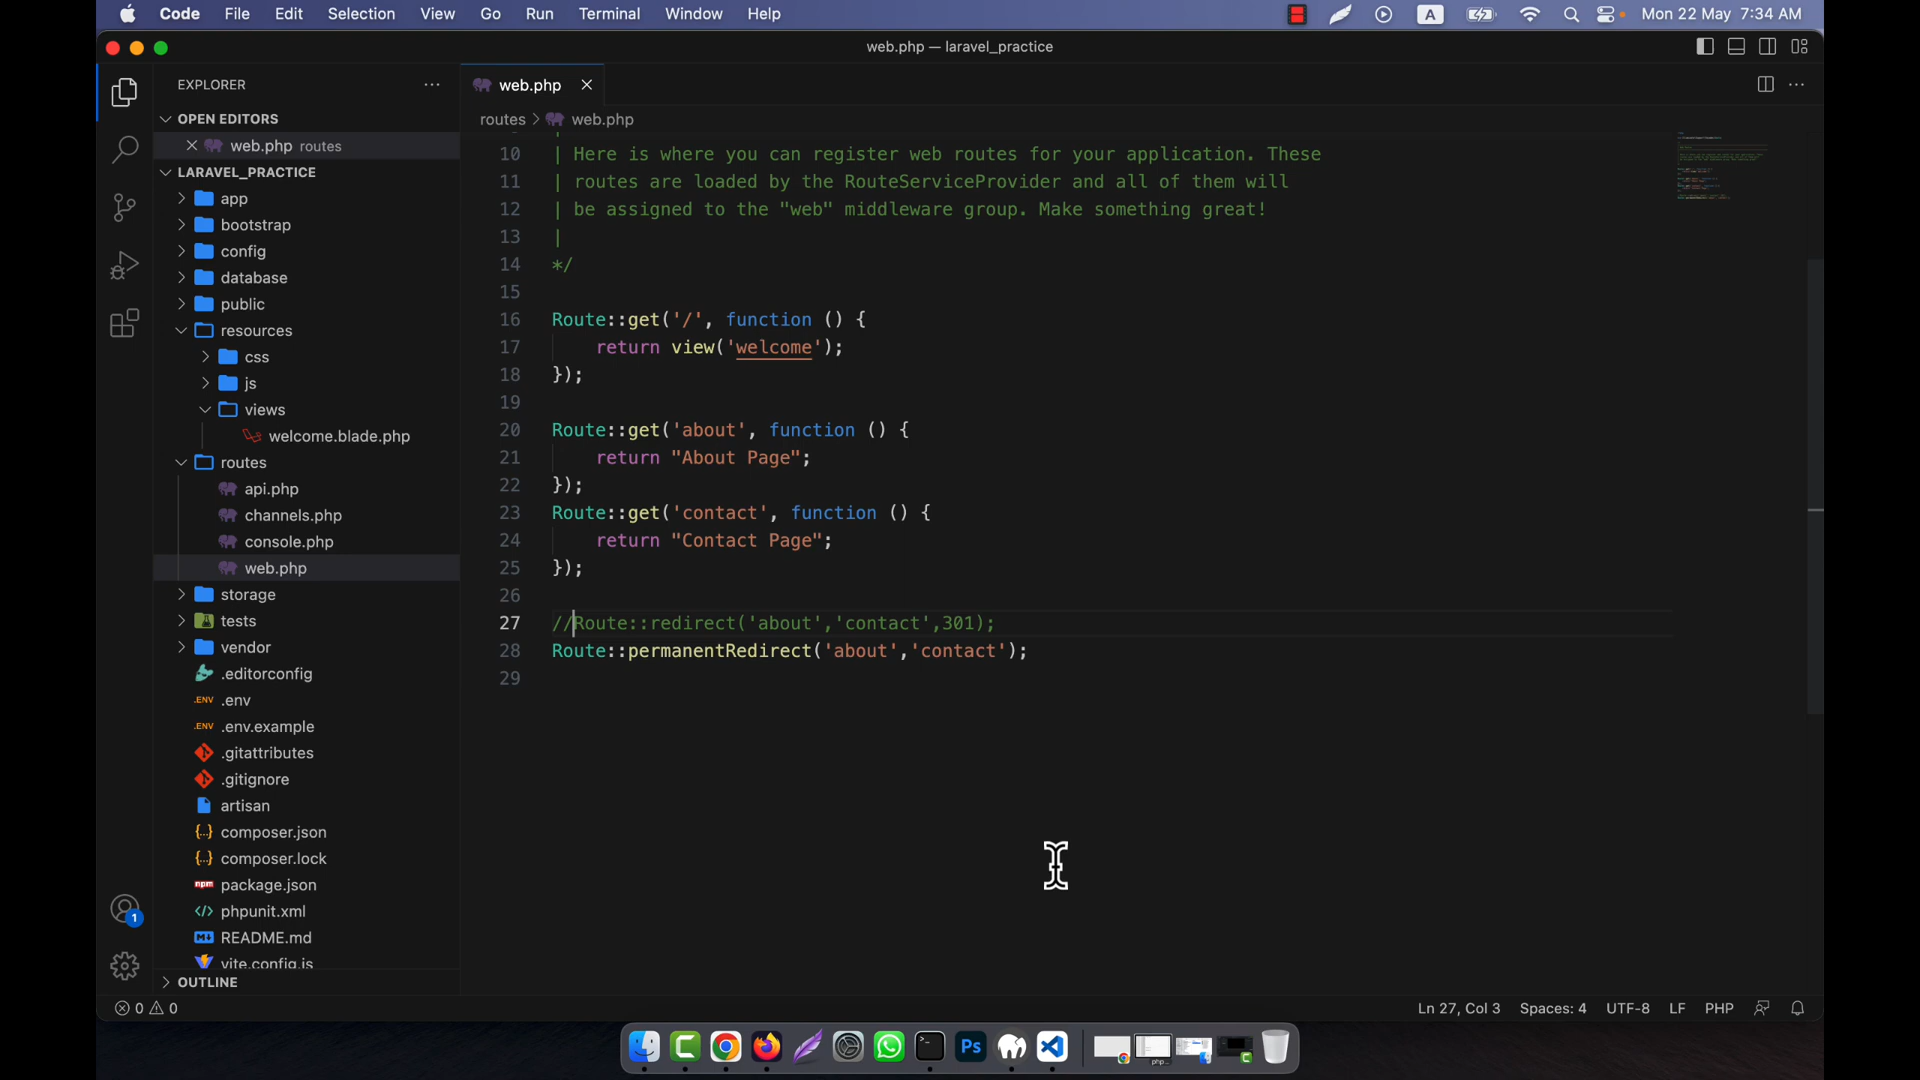 Code File Edit Selection View Go Run Terminal Window Help A Mon 22 May 7:34 AM
web.php — laravel_practice
EXPLORER
OPEN EDITORS
web.php routes
LARAVEL_PRACTICE
app
bootstrap
config
database
public
resources
css
js
views
welcome.blade.php
routes
api.php
channels.php
console.php
web.php
storage
tests
vendor
.editorconfig
.ENV .env
.ENV .env.example
.gitattributes
.gitignore
artisan
{..} composer.json
{..} composer.lock
npm package.json
</> phpunit.xml
README.md
vite.config.js
OUTLINE
1
web.php
routes > web.php
10 | Here is where you can register web routes for your application. These
11 | routes are loaded by the RouteServiceProvider and all of them will
12 | be assigned to the "web" middleware group. Make something great!
13 |
14 */
15
16 Route::get('/', function () {
17 return view('welcome');
18 });
19
20 Route::get('about', function () {
21 return "About Page";
22 });
23 Route::get('contact', function () {
24 return "Contact Page";
25 });
26
27 //Route::redirect('about','contact',301);
28 Route::permanentRedirect('about','contact');
29
0 0
Ln 27, Col 3 Spaces: 4 UTF-8 LF PHP
Ps